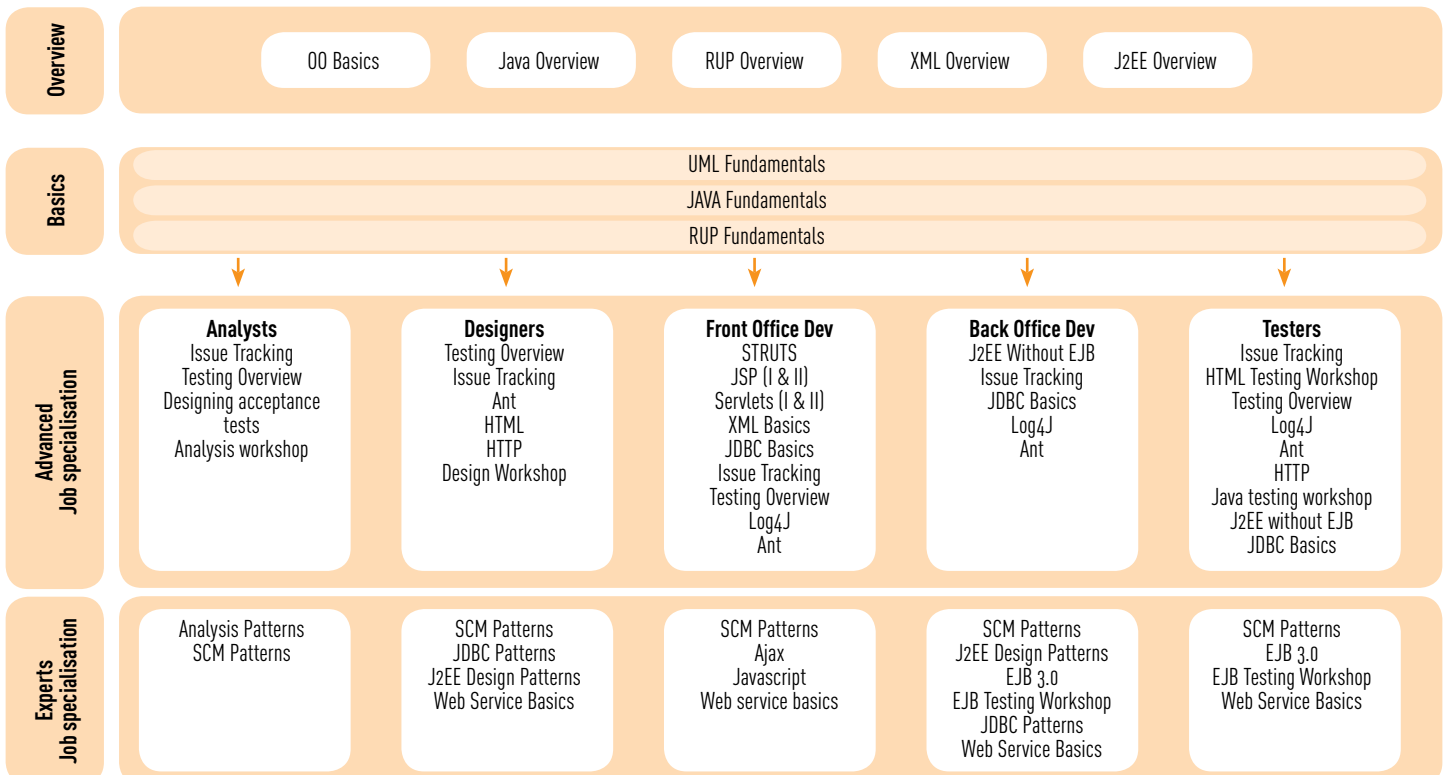 Overview
OO Basics
Java Overview
RUP Overview
XML Overview
J2EE Overview
Basics
UML Fundamentals
JAVA Fundamentals
RUP Fundamentals
Advanced
Job specialisation
Analysts
Issue Tracking
Testing Overview
Designing acceptance
tests
Analysis workshop
Designers
Testing Overview
Issue Tracking
Ant
HTML
HTTP
Design Workshop
Front Office Dev
STRUTS
JSP (I & II)
Servlets (I & II)
XML Basics
JDBC Basics
Issue Tracking
Testing Overview
Log4J
Ant
Back Office Dev
J2EE Without EJB
Issue Tracking
JDBC Basics
Log4J
Ant
Testers
Issue Tracking
HTML Testing Workshop
Testing Overview
Log4J
Ant
HTTP
Java testing workshop
J2EE without EJB
JDBC Basics
Experts
Job specialisation
Analysis Patterns
SCM Patterns
SCM Patterns
JDBC Patterns
J2EE Design Patterns
Web Service Basics
SCM Patterns
Ajax
Javascript
Web service basics
SCM Patterns
J2EE Design Patterns
EJB 3.0
EJB Testing Workshop
JDBC Patterns
Web Service Basics
SCM Patterns
EJB 3.0
EJB Testing Workshop
Web Service Basics